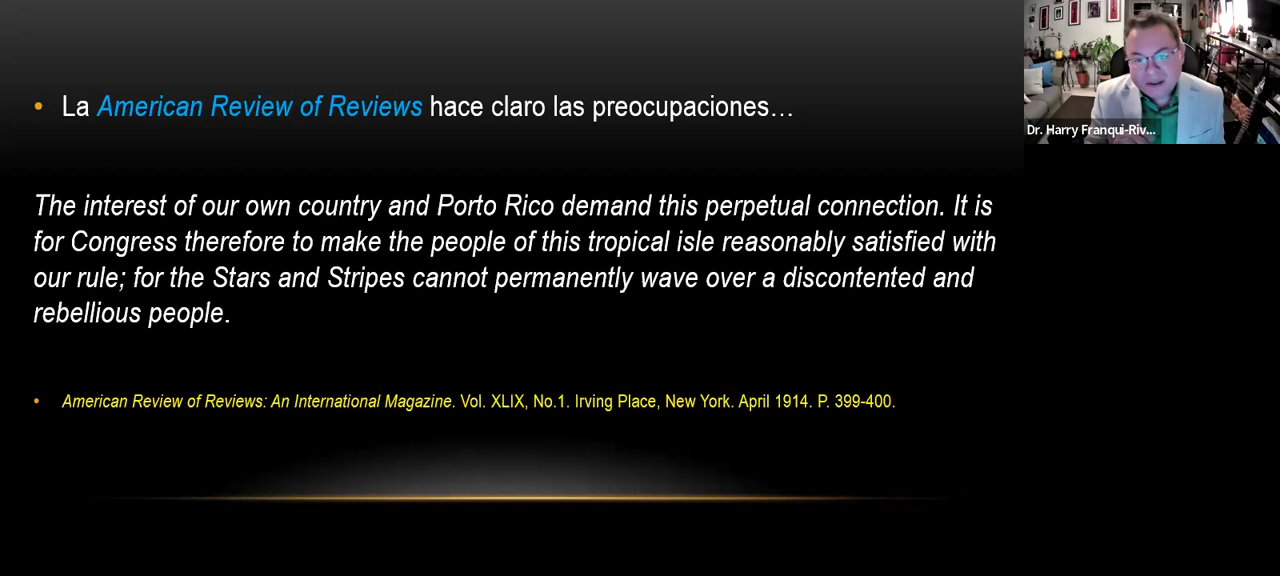 • La American Review of Reviews hace claro las preocupaciones…
The interest of our own country and Porto Rico demand this perpetual connection. It is
for Congress therefore to make the people of this tropical isle reasonably satisfied with
our rule; for the Stars and Stripes cannot permanently wave over a discontented and
rebellious people.
• American Review of Reviews: An International Magazine. Vol. XLIX, No.1. Irving Place, New York. April 1914. P. 399-400.
Dr. Harry Franqui-Riv...